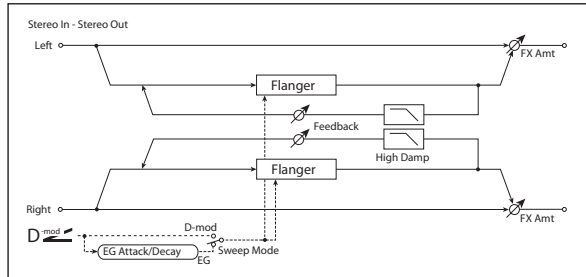 Stereo In - Stereo Out
Left
FX Amt
Flanger
Feedback
High Damp
Flanger
Right
FX Amt
D-mod
D-mod
EG Attack/Decay
EG
Sweep Mode